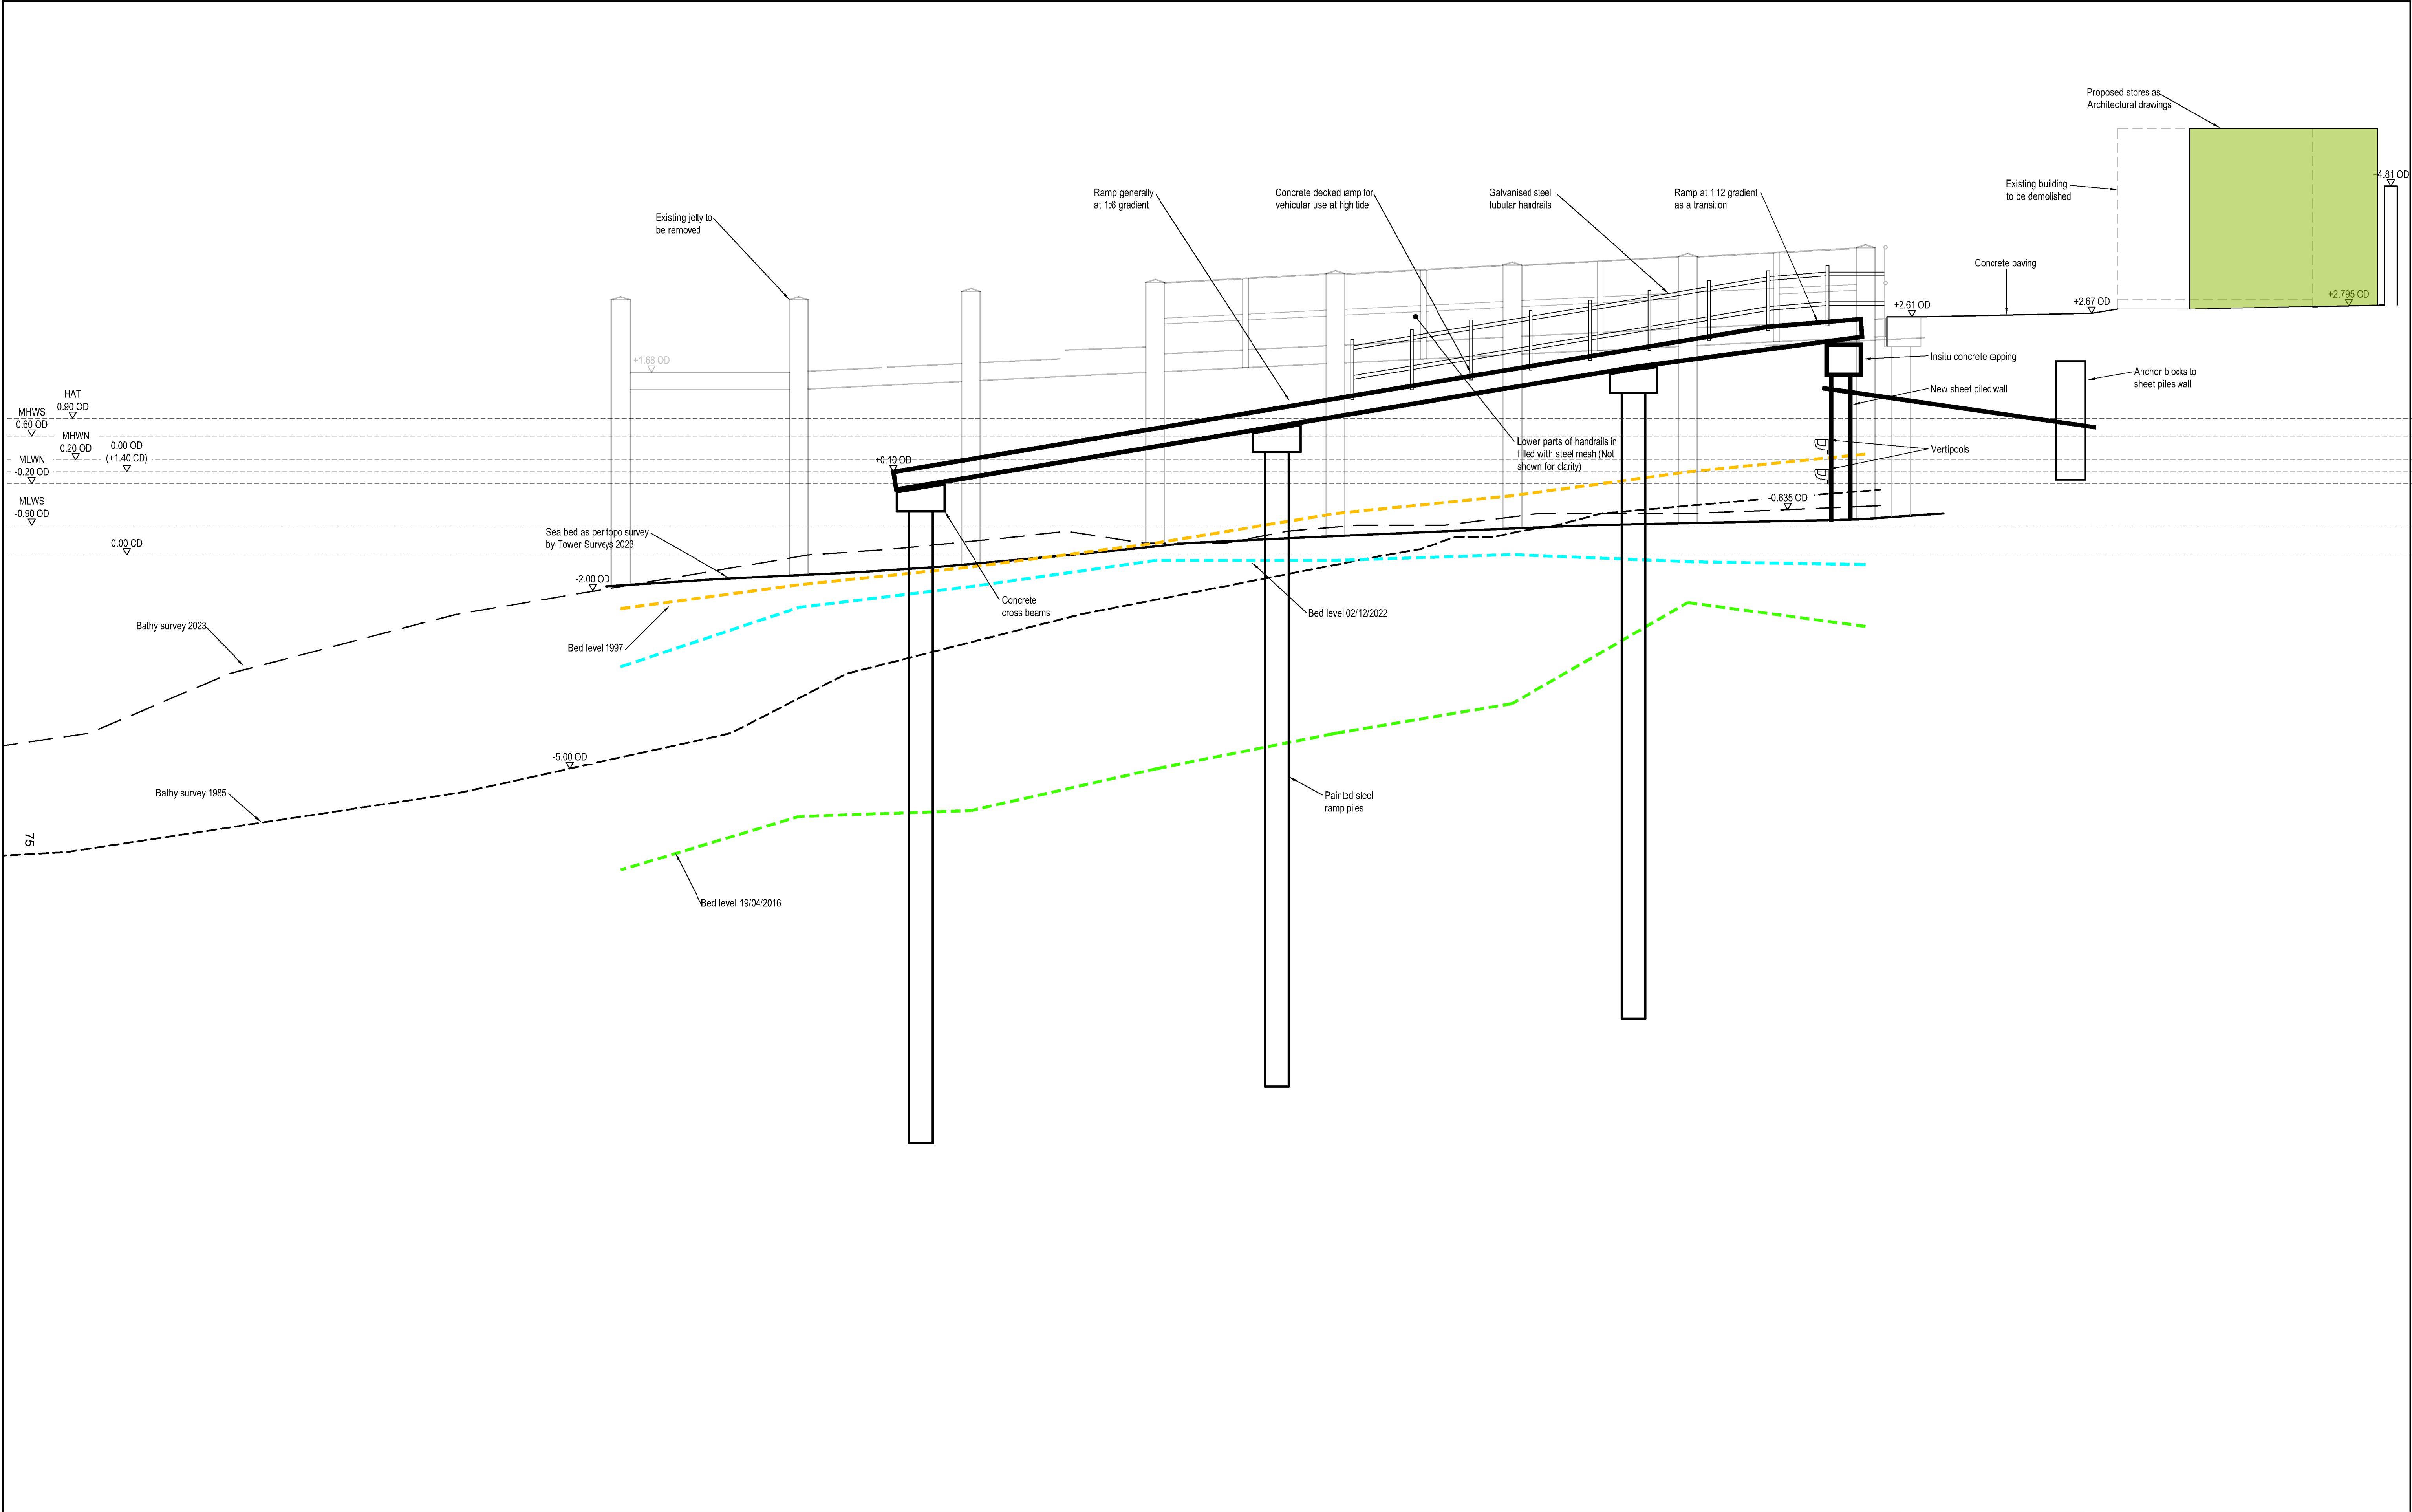 Proposed stores as
Architectural drawings
+4.81 OD
Existing building
to be demolished
Ramp generally
at 1:6 gradient
Concrete decked ramp for
vehicular use at high tide
Galvanised steel
tubular handrails
Ramp at 1:12 gradient
as a transition
Existing jetty to
be removed
Concrete paving
+2.61 OD
+2.67 OD
+2.795 OD
+1.68 OD
Insitu concrete capping
Anchor blocks to
sheet piles wall
New sheet piled wall
HAT
0.90 OD
MHWS
0.60 OD
MHWN
0.20 OD
0.00 OD
(+1.40 CD)
MLWN
-0.20 OD
+0.10 OD
Lower parts of handrails in
filled with steel mesh (Not
shown for clarity)
Vertipools
MLWS
-0.90 OD
-0.635 OD
0.00 CD
Sea bed as per topo survey
by Tower Surveys 2023
-2.00 OD
Concrete
cross beams
Bed level 02/12/2022
Bathy survey 2023
Bed level 1997
-5.00 OD
Bathy survey 1985
Painted steel
ramp piles
75
Bed level 19/04/2016